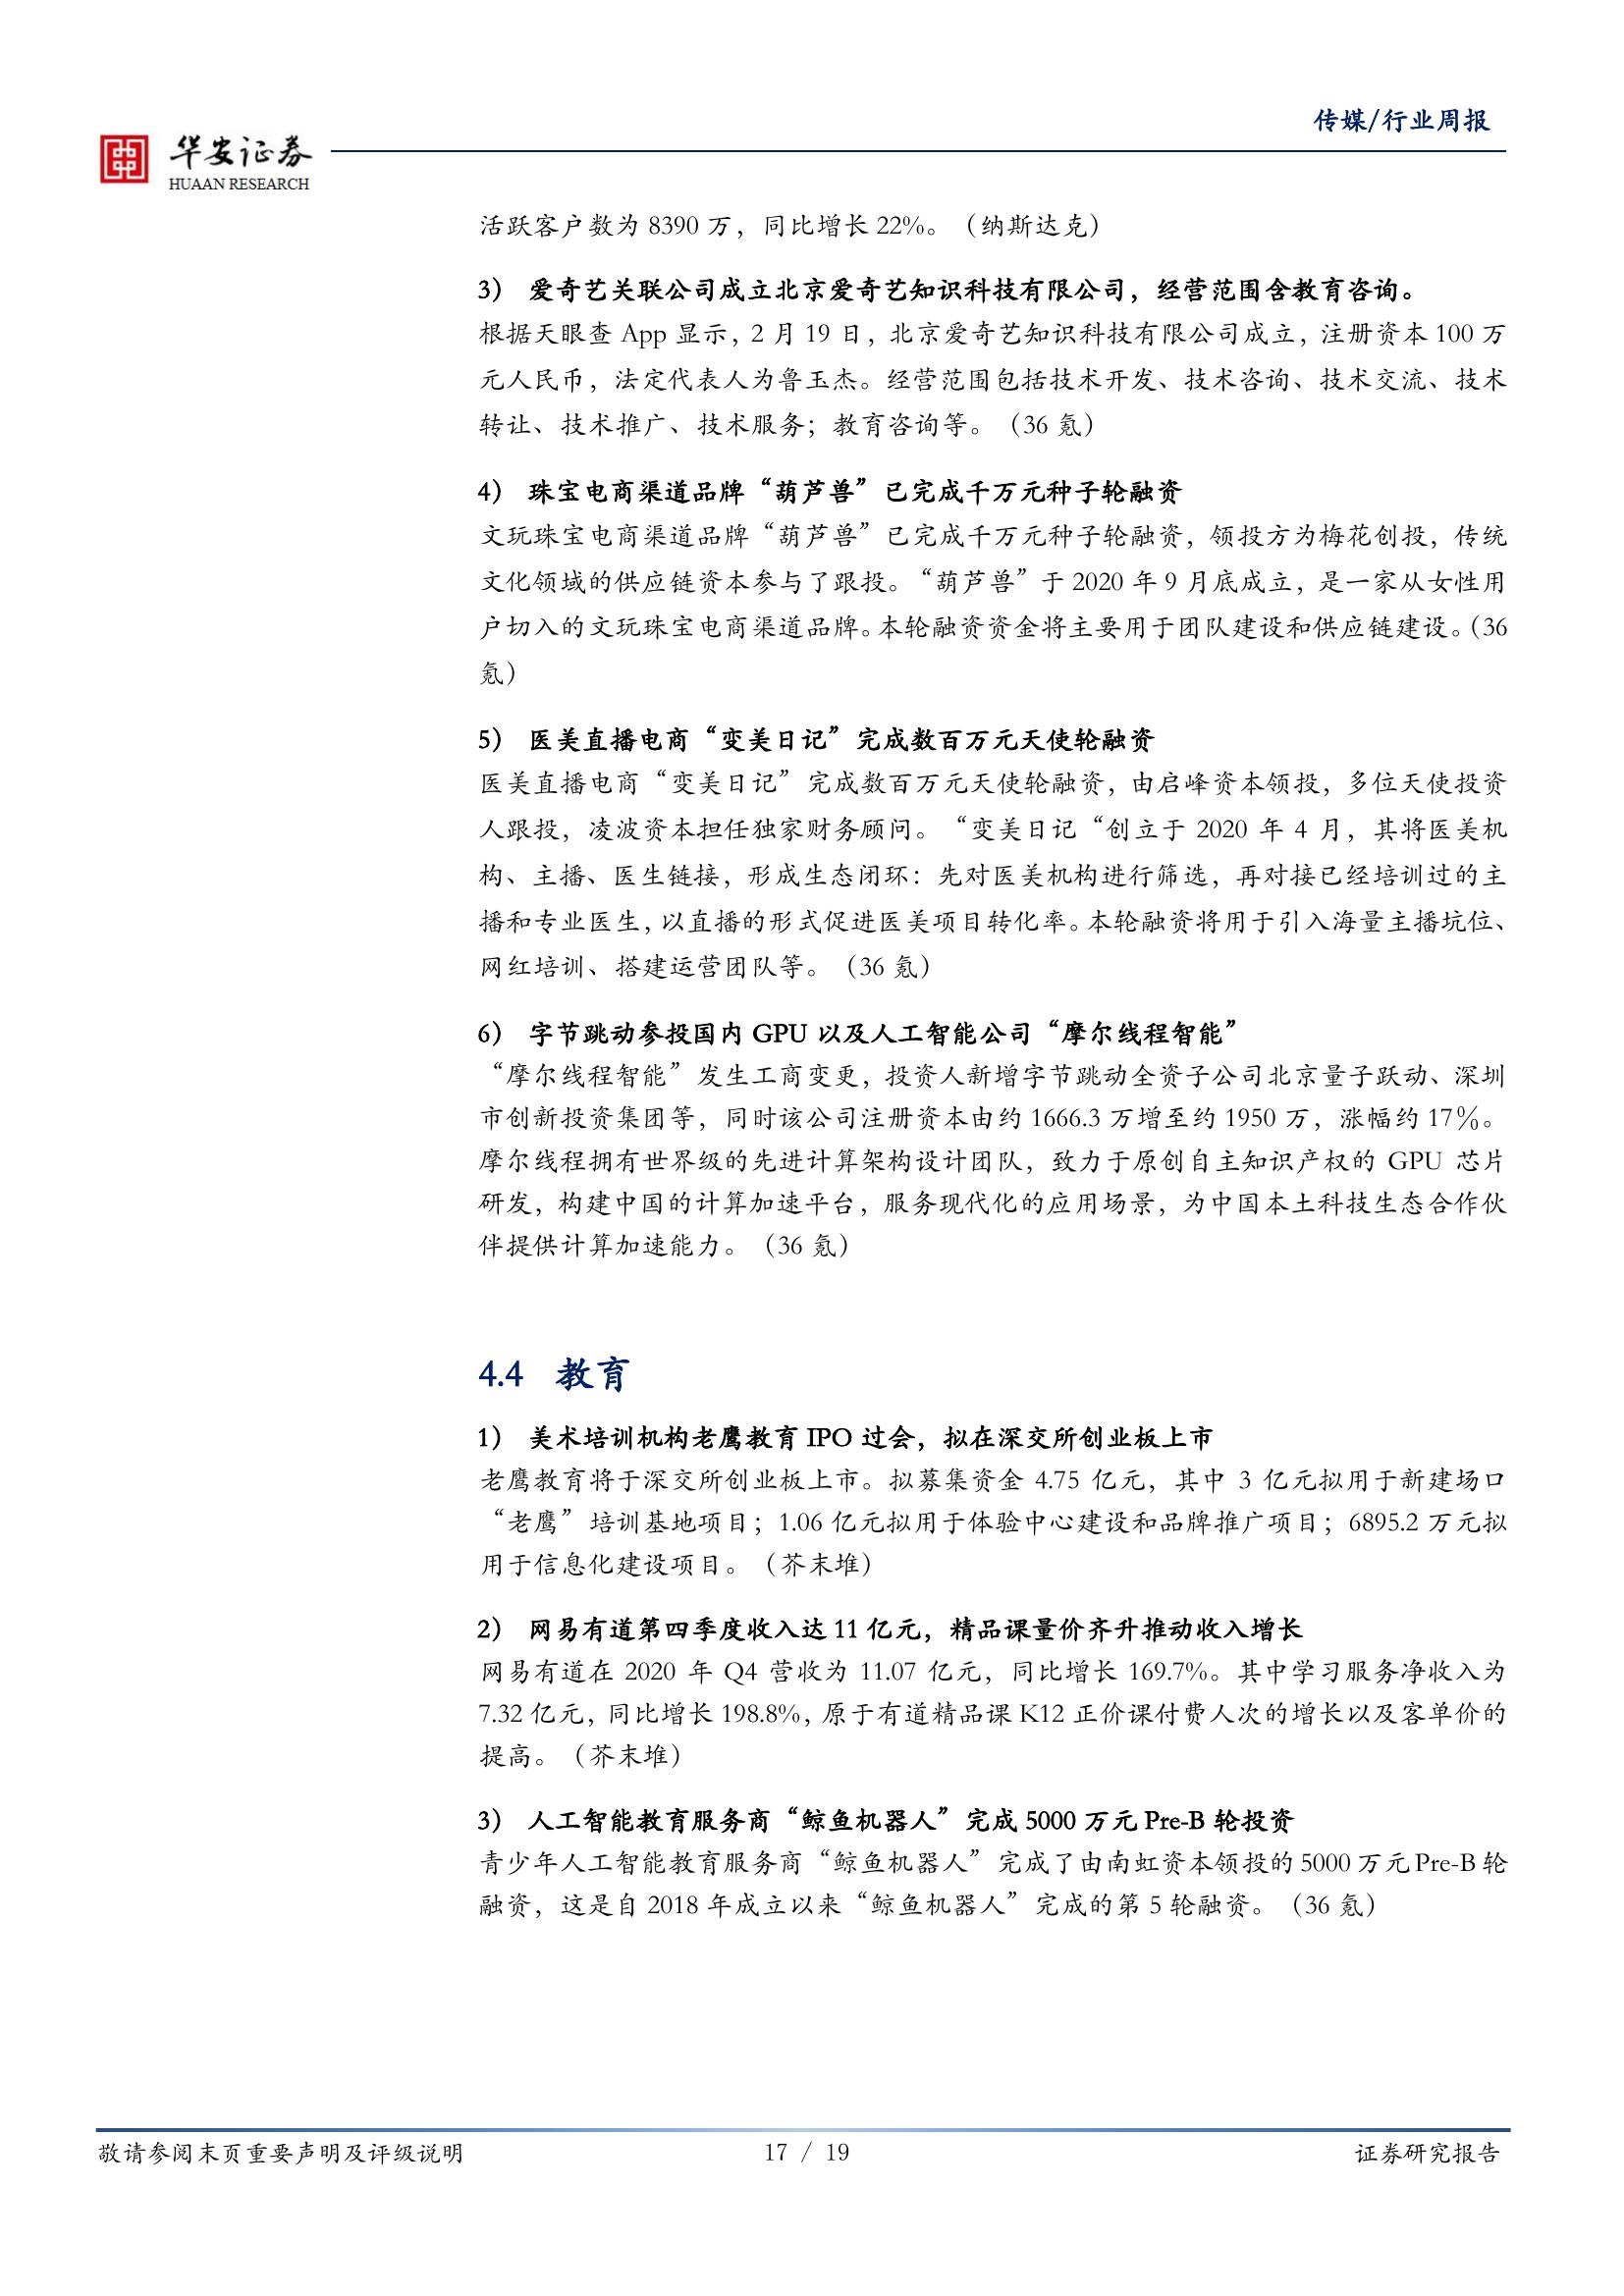 传媒/行业周报
华安证券
HUAAN RESEARCH
活跃客户数为 8390 万，同比增长 22%。（纳斯达克）
3） 爱奇艺关联公司成立北京爱奇艺知识科技有限公司，经营范围含教育咨询。
根据天眼查 App 显示，2 月 19 日，北京爱奇艺知识科技有限公司成立，注册资本 100 万
元人民币，法定代表人为鲁玉杰。经营范围包括技术开发、技术咨询、技术交流、技术
转让、技术推广、技术服务；教育咨询等。（36 氪）
4） 珠宝电商渠道品牌“葫芦兽”已完成千万元种子轮融资
文玩珠宝电商渠道品牌“葫芦兽”已完成千万元种子轮融资，领投方为梅花创投，传统
文化领域的供应链资本参与了跟投。“葫芦兽”于 2020 年 9 月底成立，是一家从女性用
户切入的文玩珠宝电商渠道品牌。本轮融资资金将主要用于团队建设和供应链建设。（36
氪）
5） 医美直播电商“变美日记”完成数百万元天使轮融资
医美直播电商“变美日记”完成数百万元天使轮融资，由启峰资本领投，多位天使投资
人跟投，凌波资本担任独家财务顾问。“变美日记“创立于 2020 年 4 月，其将医美机
构、主播、医生链接，形成生态闭环：先对医美机构进行筛选，再对接已经培训过的主
播和专业医生，以直播的形式促进医美项目转化率。本轮融资将用于引入海量主播坑位、
网红培训、搭建运营团队等。（36 氪）
6） 字节跳动参投国内 GPU 以及人工智能公司“摩尔线程智能”
“摩尔线程智能”发生工商变更，投资人新增字节跳动全资子公司北京量子跃动、深圳
市创新投资集团等，同时该公司注册资本由约 1666.3 万增至约 1950 万，涨幅约 17％。
摩尔线程拥有世界级的先进计算架构设计团队，致力于原创自主知识产权的 GPU 芯片
研发，构建中国的计算加速平台，服务现代化的应用场景，为中国本土科技生态合作伙
伴提供计算加速能力。（36 氪）
4.4 教育
1） 美术培训机构老鹰教育 IPO 过会，拟在深交所创业板上市
老鹰教育将于深交所创业板上市。拟募集资金 4.75 亿元，其中 3 亿元拟用于新建场口
“老鹰”培训基地项目；1.06 亿元拟用于体验中心建设和品牌推广项目；6895.2 万元拟
用于信息化建设项目。（芥末堆）
2） 网易有道第四季度收入达 11 亿元，精品课量价齐升推动收入增长
网易有道在 2020 年 Q4 营收为 11.07 亿元，同比增长 169.7%。其中学习服务净收入为
7.32 亿元，同比增长 198.8%，原于有道精品课 K12 正价课付费人次的增长以及客单价的
提高。（芥末堆）
3） 人工智能教育服务商“鲸鱼机器人”完成 5000 万元 Pre-B 轮投资
青少年人工智能教育服务商“鲸鱼机器人”完成了由南虹资本领投的 5000 万元 Pre-B 轮
融资，这是自 2018 年成立以来“鲸鱼机器人”完成的第 5 轮融资。（36 氪）
敬请参阅末页重要声明及评级说明
17 / 19
证券研究报告